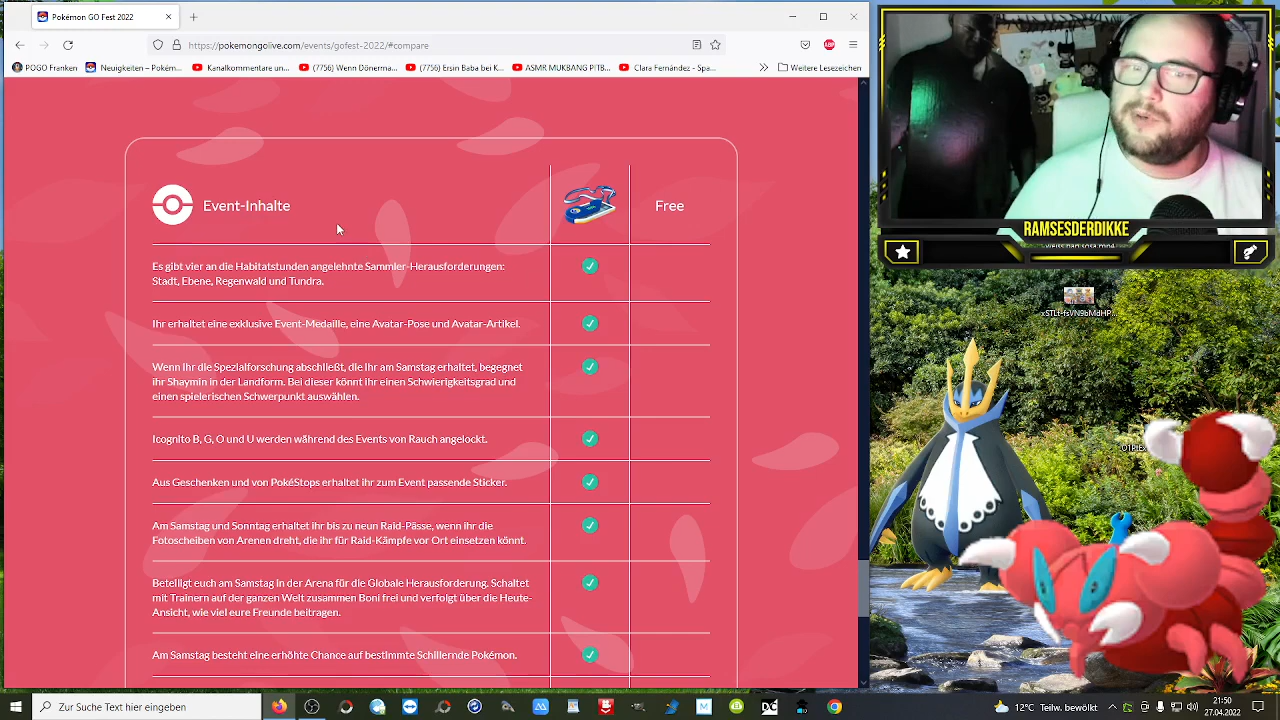 Pokémon GO Fest 2022
https://pokemongolive.com/events/gofest-2022/#compare
POGO Franken
Neuigkeiten – Pokém...
Kanalkommentare un...
(7756) Wegen Ognerma...
(7756) Ersin Baba bei K...
ASMR MUKBANG PITB...
Clara Fernandez - Spa...
Weitere Lesezeichen
Event-Inhalte
Free
Es gibt vier an die Habitatstunden angelehnte Sammler-Herausforderungen:
Stadt, Ebene, Regenwald und Tundra.
Ihr erhaltet eine exklusive Event-Medaille, eine Avatar-Pose und Avatar-Artikel.
Wenn ihr die Spezialforschung abschließt, die ihr am Samstag erhaltet, begegnet
ihr Shaymin in der Landform. Bei dieser könnt ihr einen Schwierigkeitsgrad und
einen spielerischen Schwerpunkt auswählen.
Icognito B, G, O und U werden während des Events von Rauch angelockt.
Aus Geschenken und von PokéStops erhaltet ihr zum Event passende Sticker.
Am Samstag und Sonntag erhaltet ihr bis zu neun Raid-Pässe, wenn ihr die
Fotoscheiben von Arenen dreht, die ihr für Raid-Kämpfe vor Ort einsetzen könnt.
Beteiligt euch am Samstag in der Arena für die Globale Herausforderung, Schaltet
mit Trainern auf der ganzen Welt zusammen Boni frei und verfolgt über die Heute-
Ansicht, wie viel eure Freunde beitragen.
Am Samstag besteht eine erhöhte Chance auf bestimmte Schillernde Pokémon.
RAMSESDERDIKKE
Zur Suche Text hier eingeben
12°C
21:50
27.04.2022